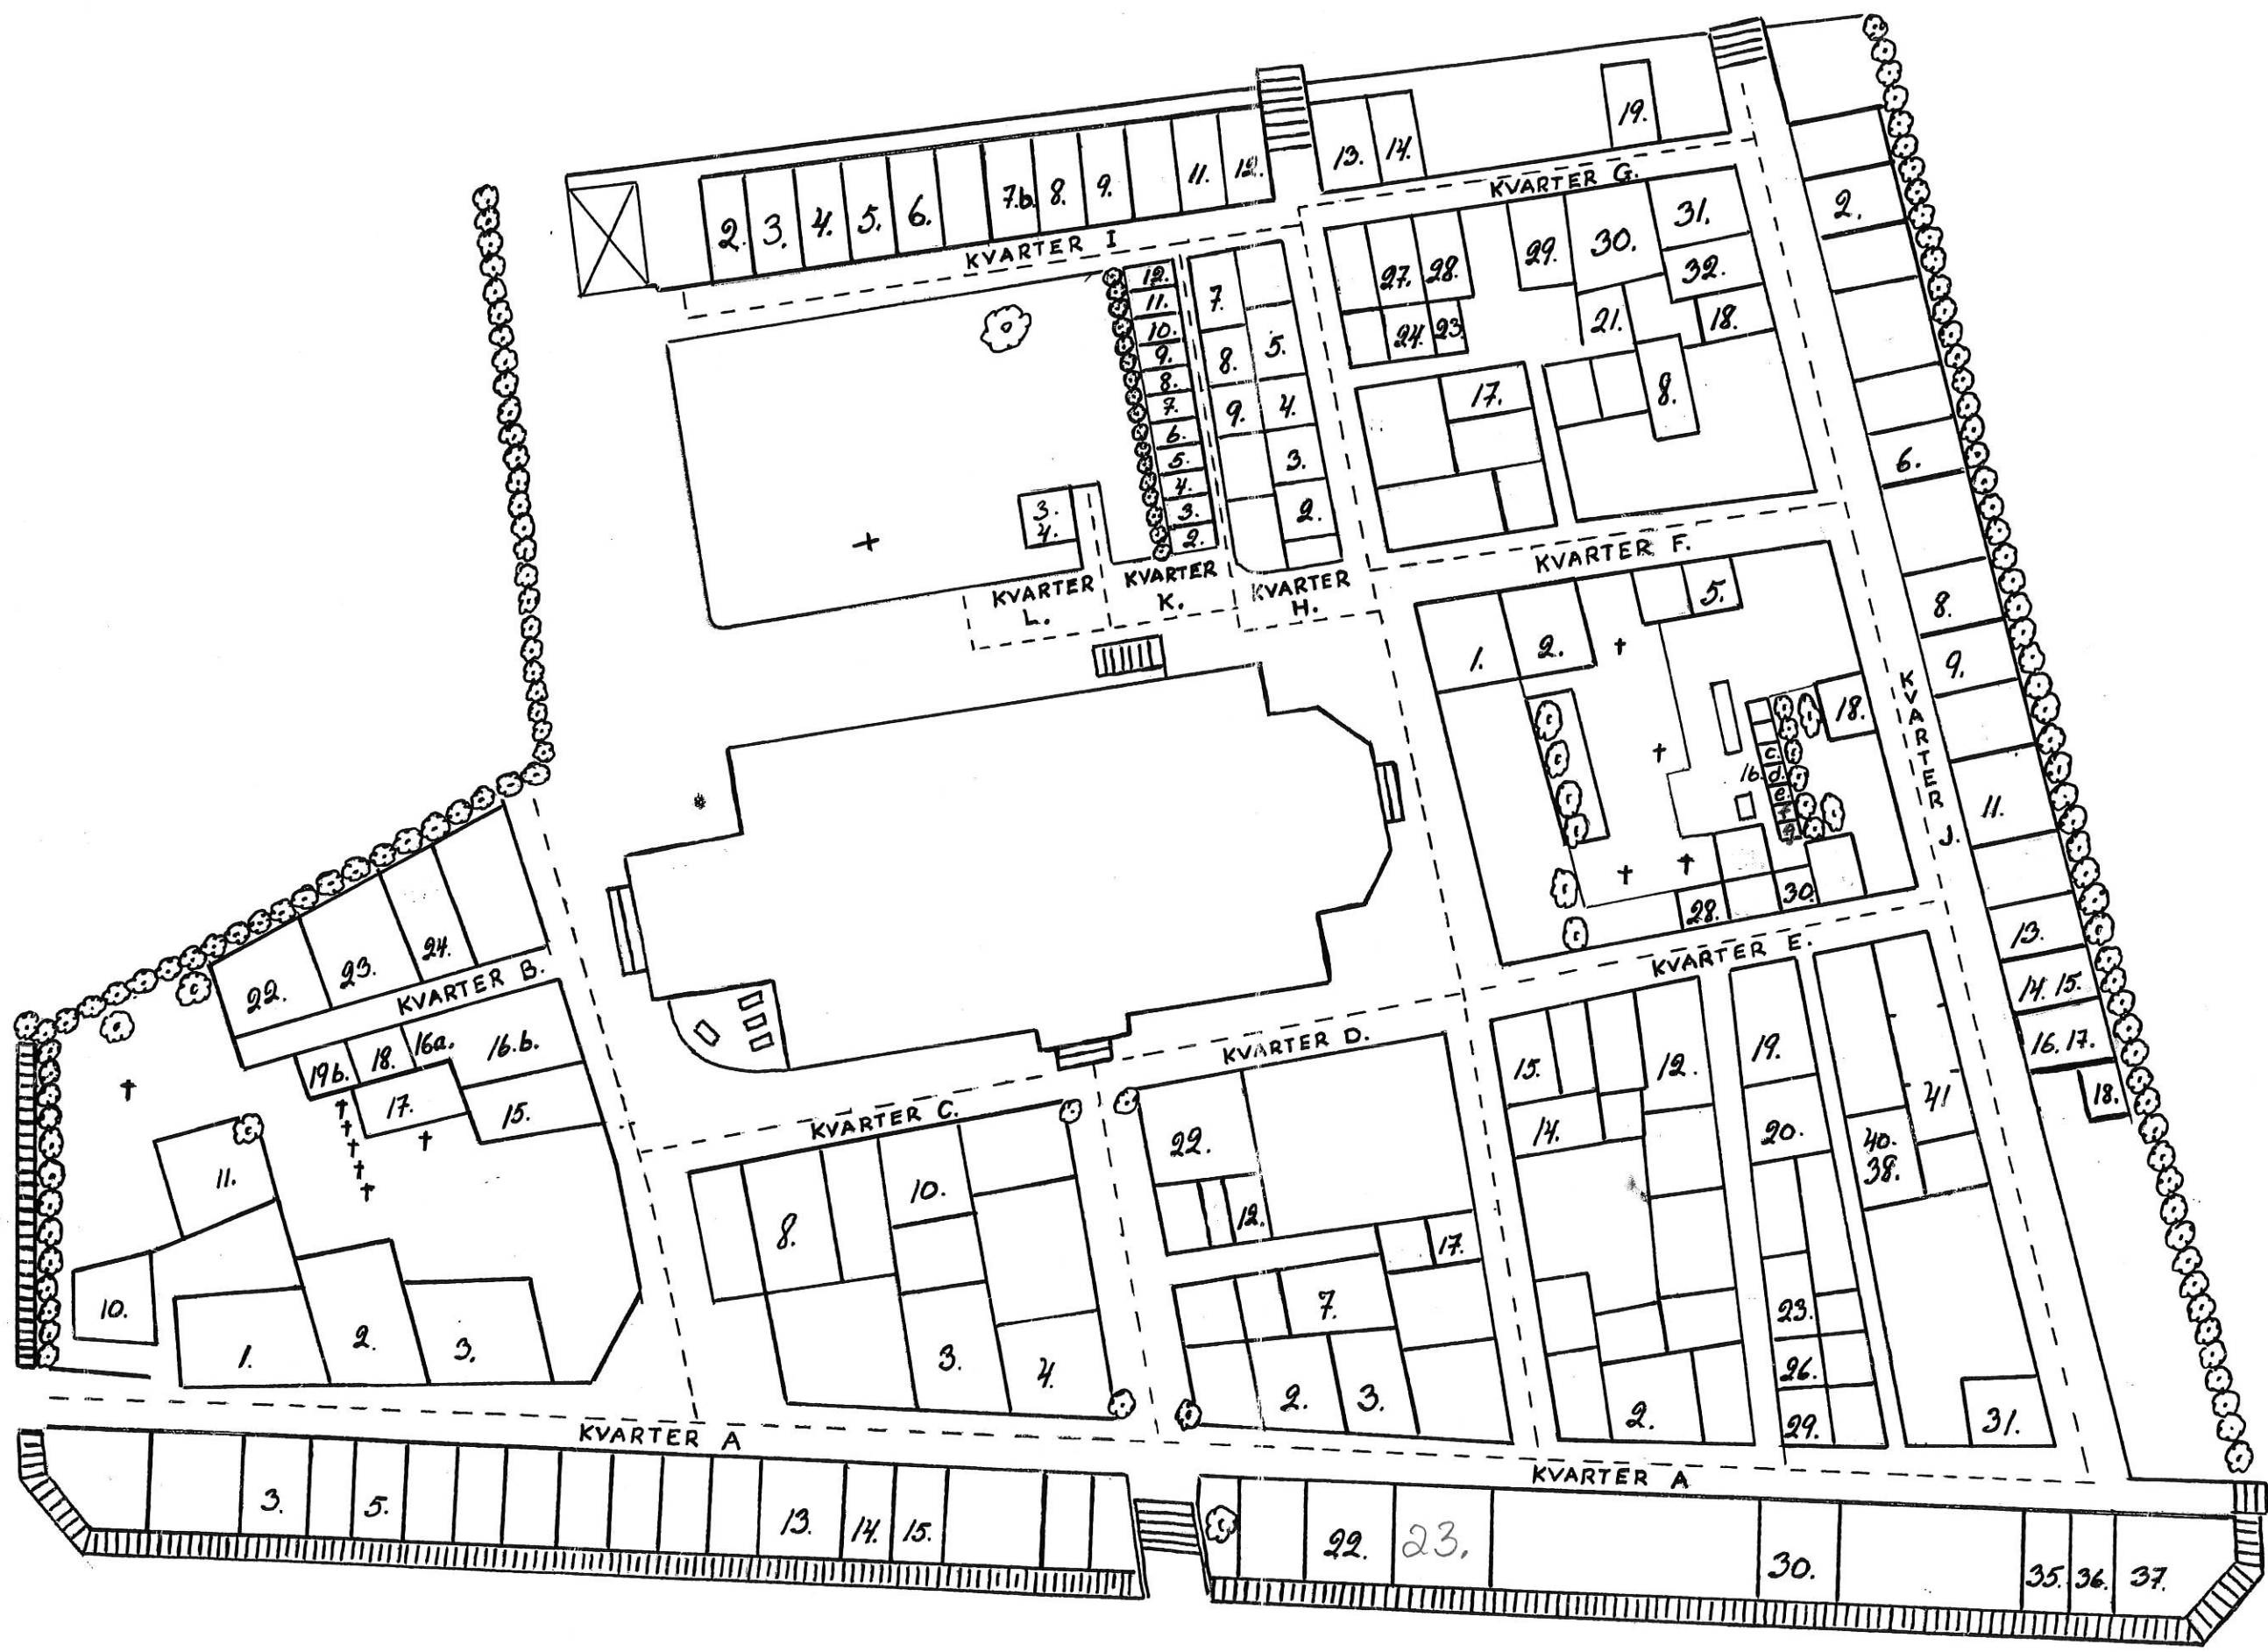 19.
13. 14.
2. 3. 4. 5. 6. 7.b. 8. 9. 11. 12.
KVARTER G.
KVARTER I
31.
2.
29. 30.
27. 28.
32.
12.
11.
10.
9.
8.
7.
6.
5.
4.
3.
2.
7.
8.
9.
5.
4.
3.
2.
24. 23.
21.
18.
17.
8.
6.
3.
4.
KVARTER F.
KVARTER
L.
KVARTER
K.
KVARTER
H.
1. 2.
5.
8.
9.
18.
KVARTER J.
16.
c.
d.
e.
f
g.
11.
28.
30.
13.
KVARTER E.
14. 15.
16. 17.
18.
22. 23. 24.
KVARTER B.
19b. 18. 16a. 16.b.
17. 15.
KVARTER D.
KVARTER C.
15. 12.
14.
19.
20.
41
40.
38.
22.
12.
17.
11.
10.
8.
10.
7.
23.
26.
29.
1. 2. 3.
3. 4.
2. 3.
2.
31.
KVARTER A
KVARTER A
3. 5. 13. 14. 15.
22. 23. 30. 35. 36. 37.